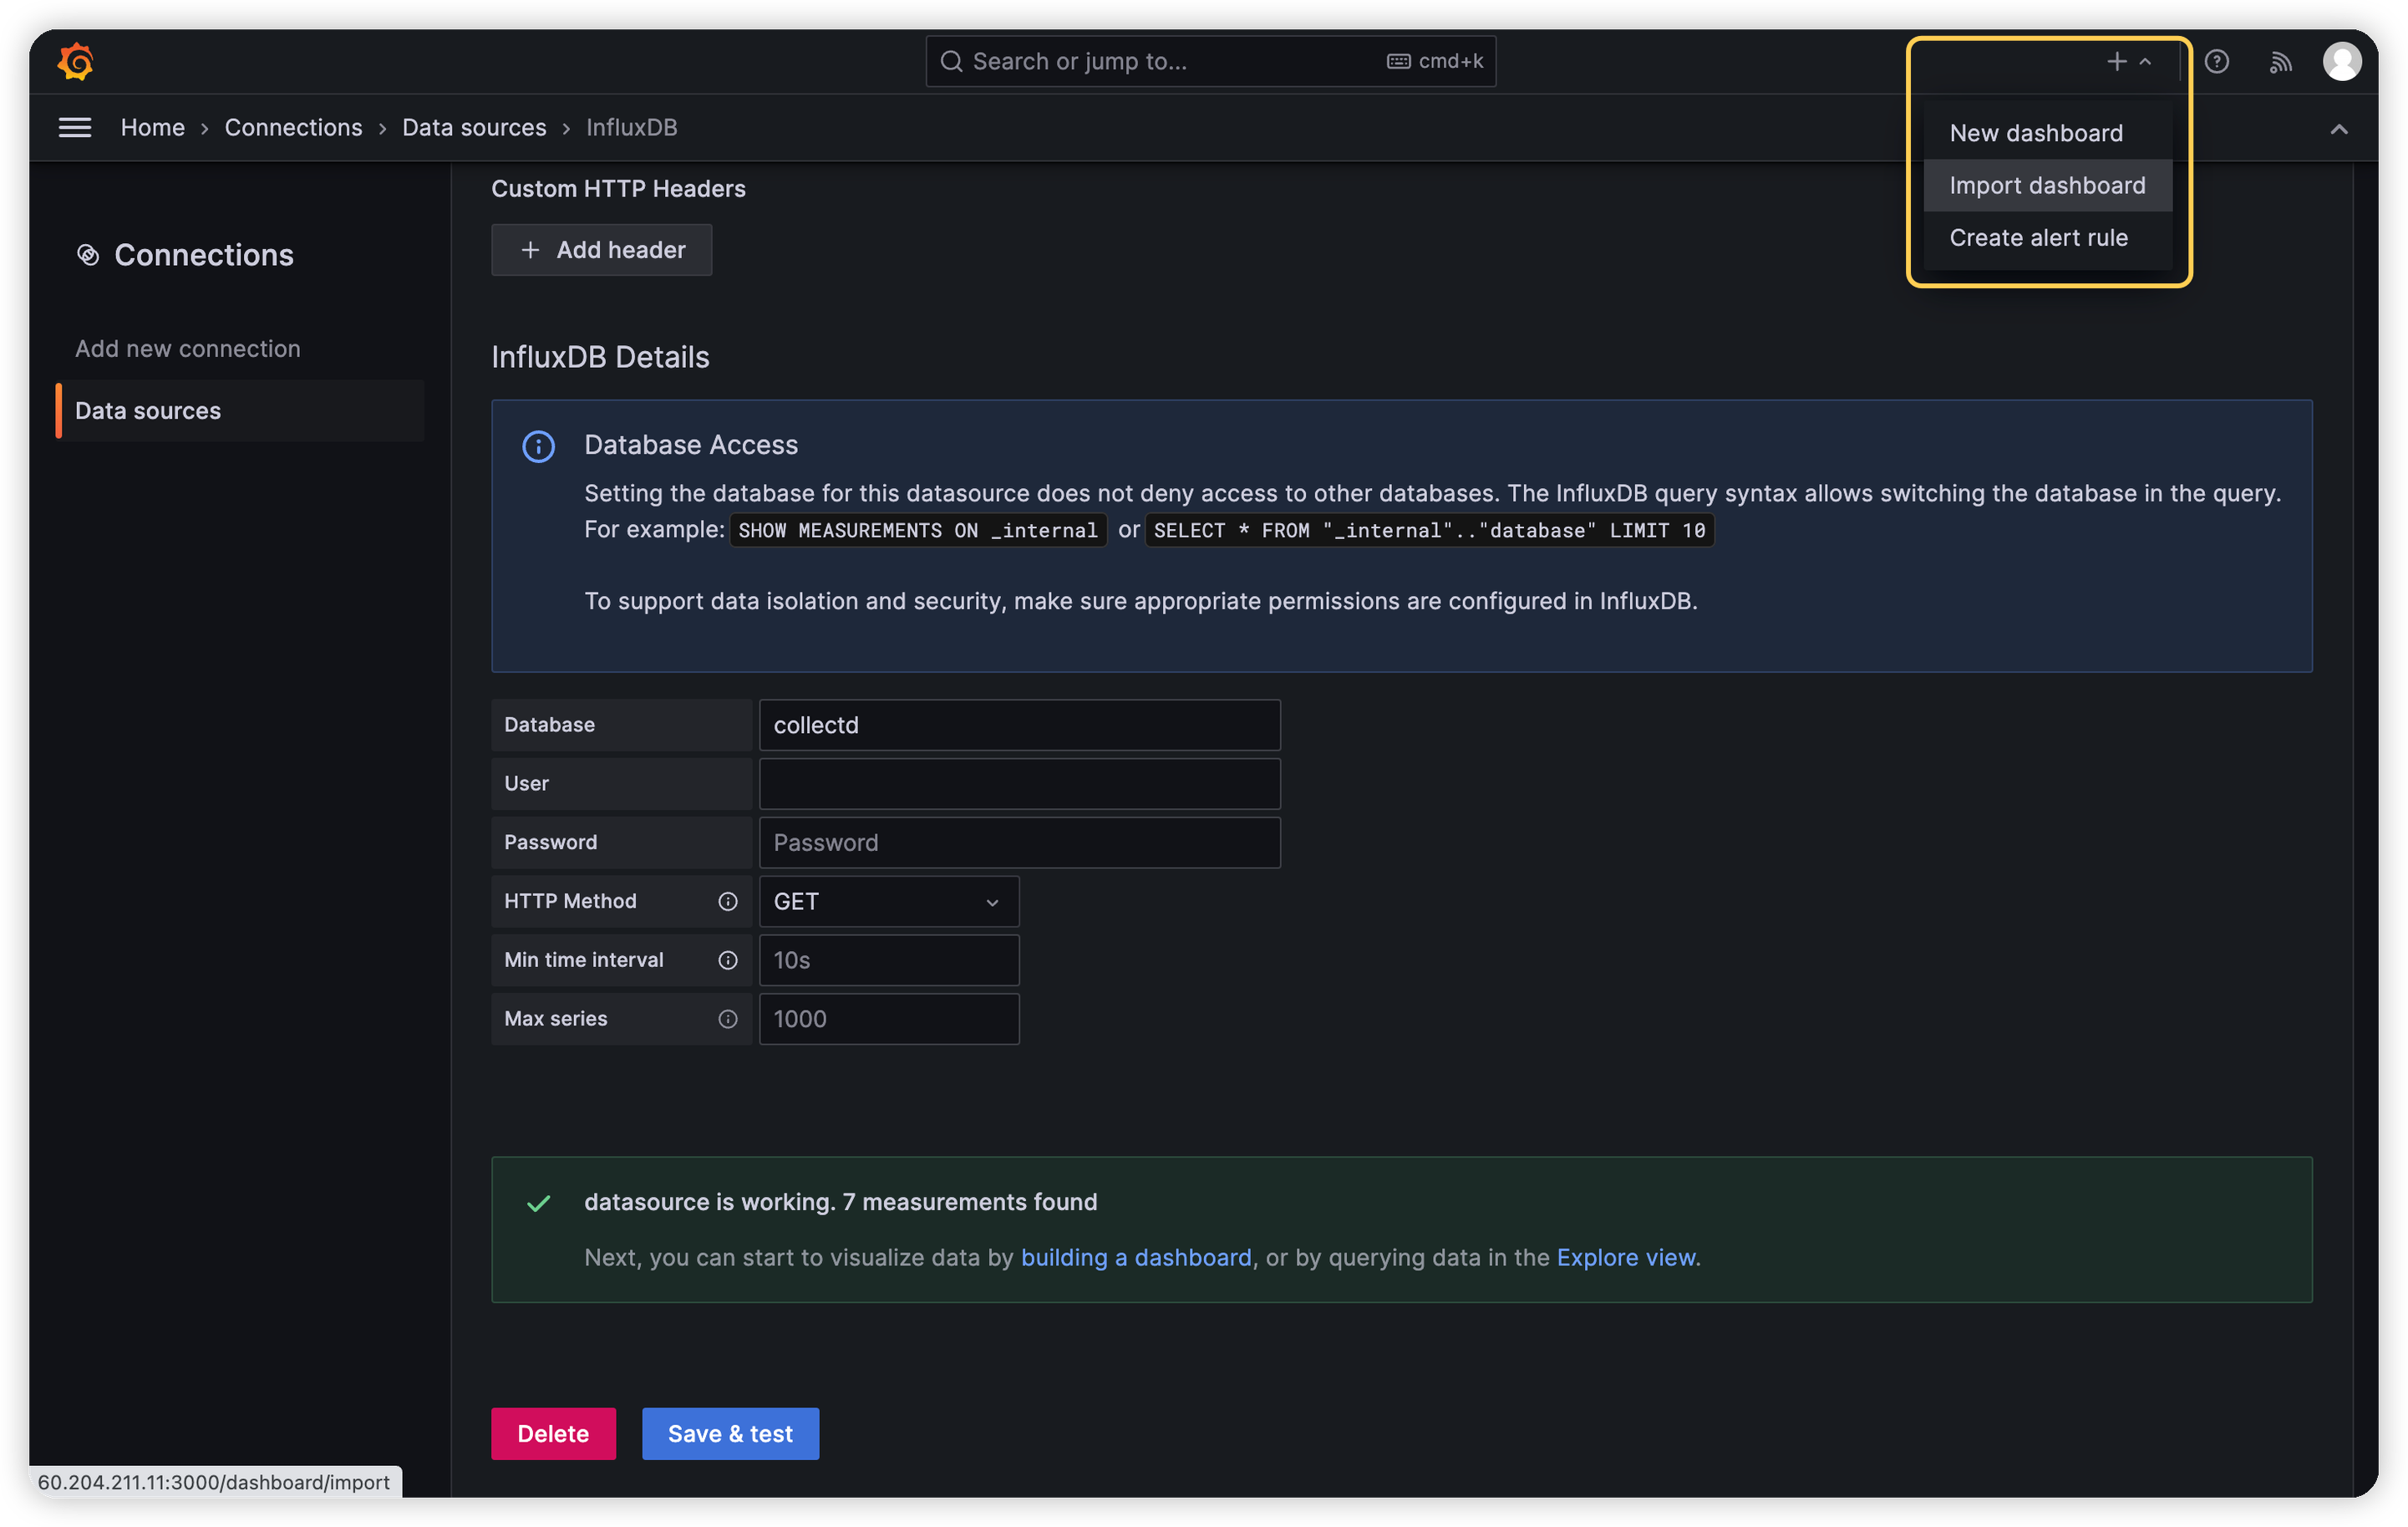 Search or jump to...
cmd+k
Home › Connections › Data sources › InfluxDB
New dashboard
Import dashboard
Create alert rule
Connections
Add new connection
Data sources
Custom HTTP Headers
+ Add header
InfluxDB Details
Database Access
Setting the database for this datasource does not deny access to other databases. The InfluxDB query syntax allows switching the database in the query.
For example: SHOW MEASUREMENTS ON _internal or SELECT * FROM "_internal".."database" LIMIT 10
To support data isolation and security, make sure appropriate permissions are configured in InfluxDB.
Database collectd
User
Password Password
HTTP Method GET
Min time interval 10s
Max series 1000
datasource is working. 7 measurements found
Next, you can start to visualize data by building a dashboard, or by querying data in the Explore view.
Delete Save & test
60.204.211.11:3000/dashboard/import